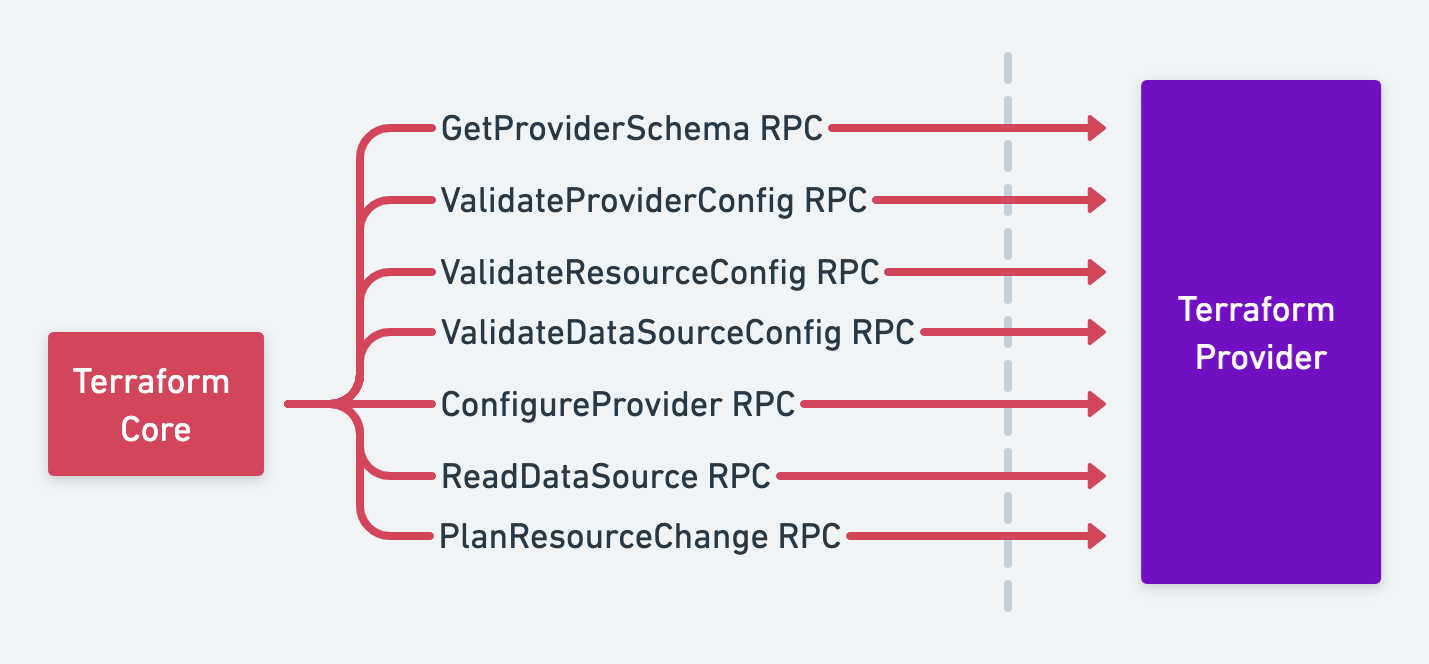 GetProviderSchema RPC
ValidateProviderConfig RPC
ValidateResourceConfig RPC
ValidateDataSourceConfig RPC
ConfigureProvider RPC
ReadDataSource RPC
PlanResourceChange RPC
Terraform
Core
Terraform
Provider